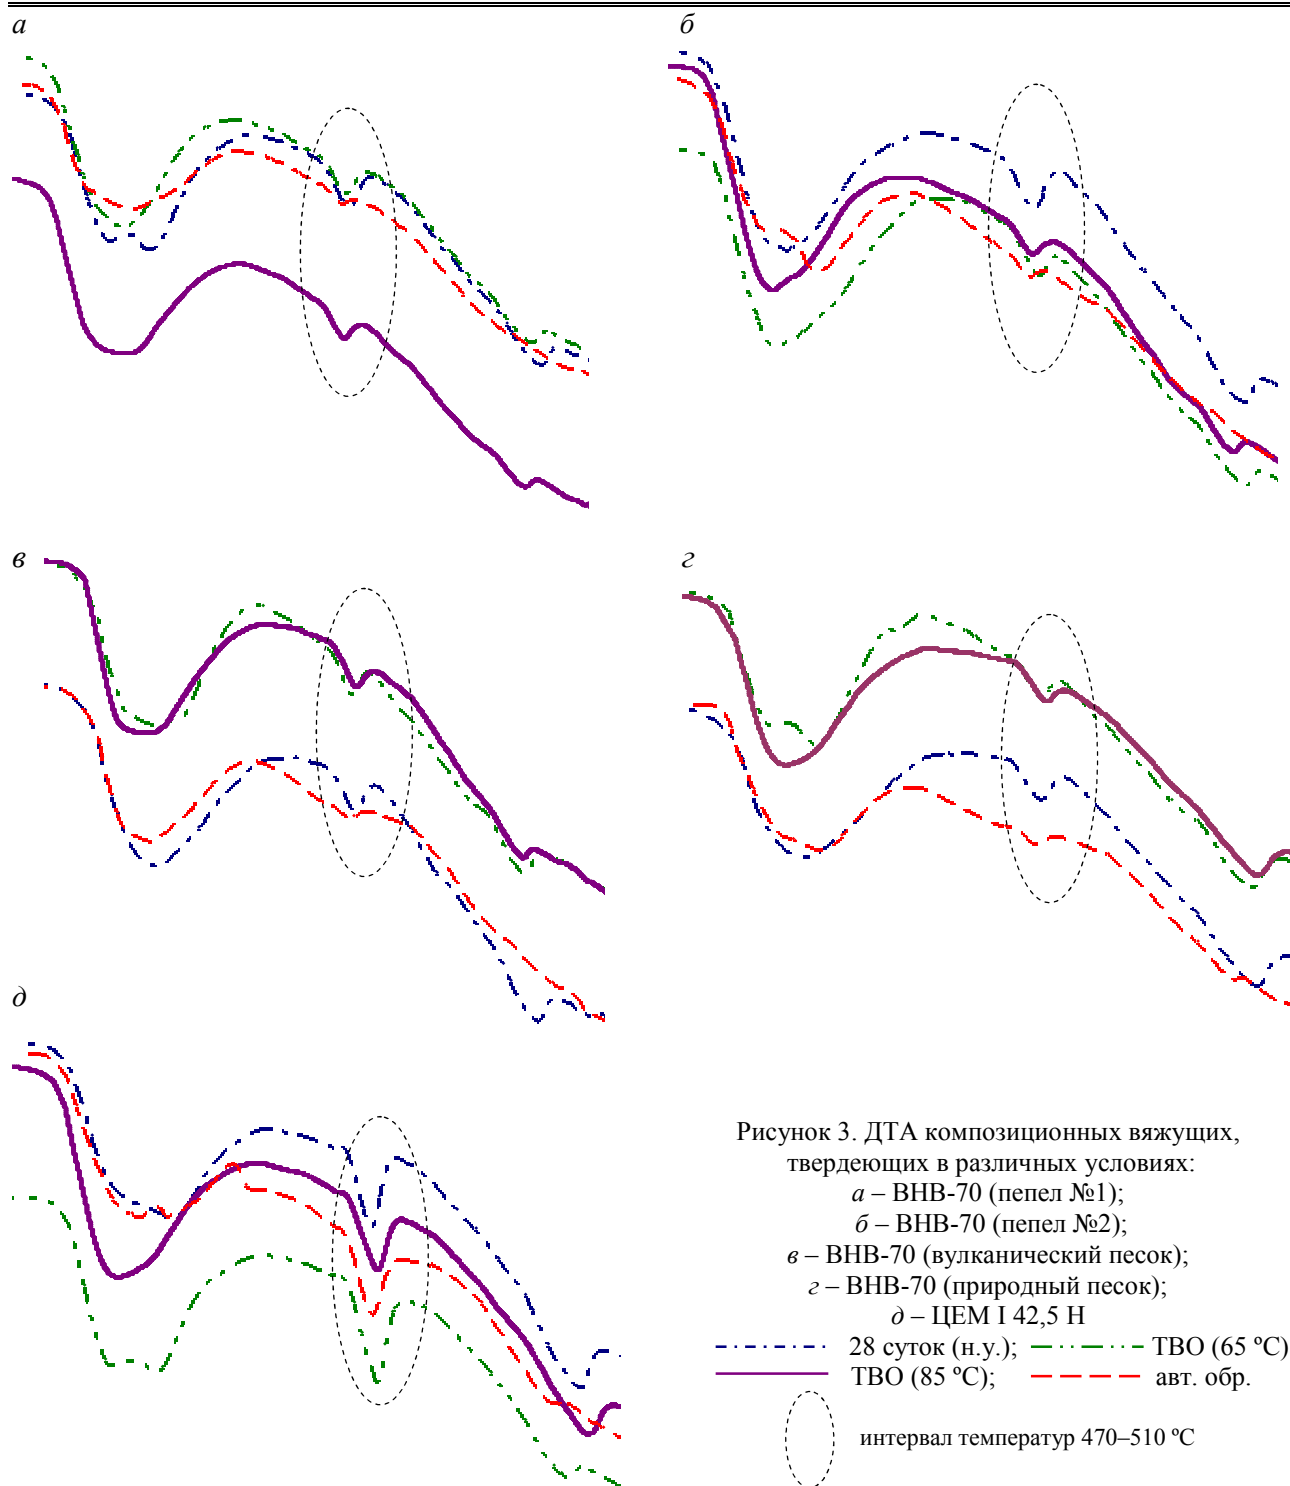 а
б
в
г
д
Рисунок 3. ДТА композиционных вяжущих,
твердеющих в различных условиях:
а – ВНВ-70 (пепел №1);
б – ВНВ-70 (пепел №2);
в – ВНВ-70 (вулканический песок);
г – ВНВ-70 (природный песок);
д – ЦЕМ I 42,5 Н
28 суток (н.у.); ТВО (65 ºС)
ТВО (85 ºС); авт. обр.
интервал температур 470–510 ºС